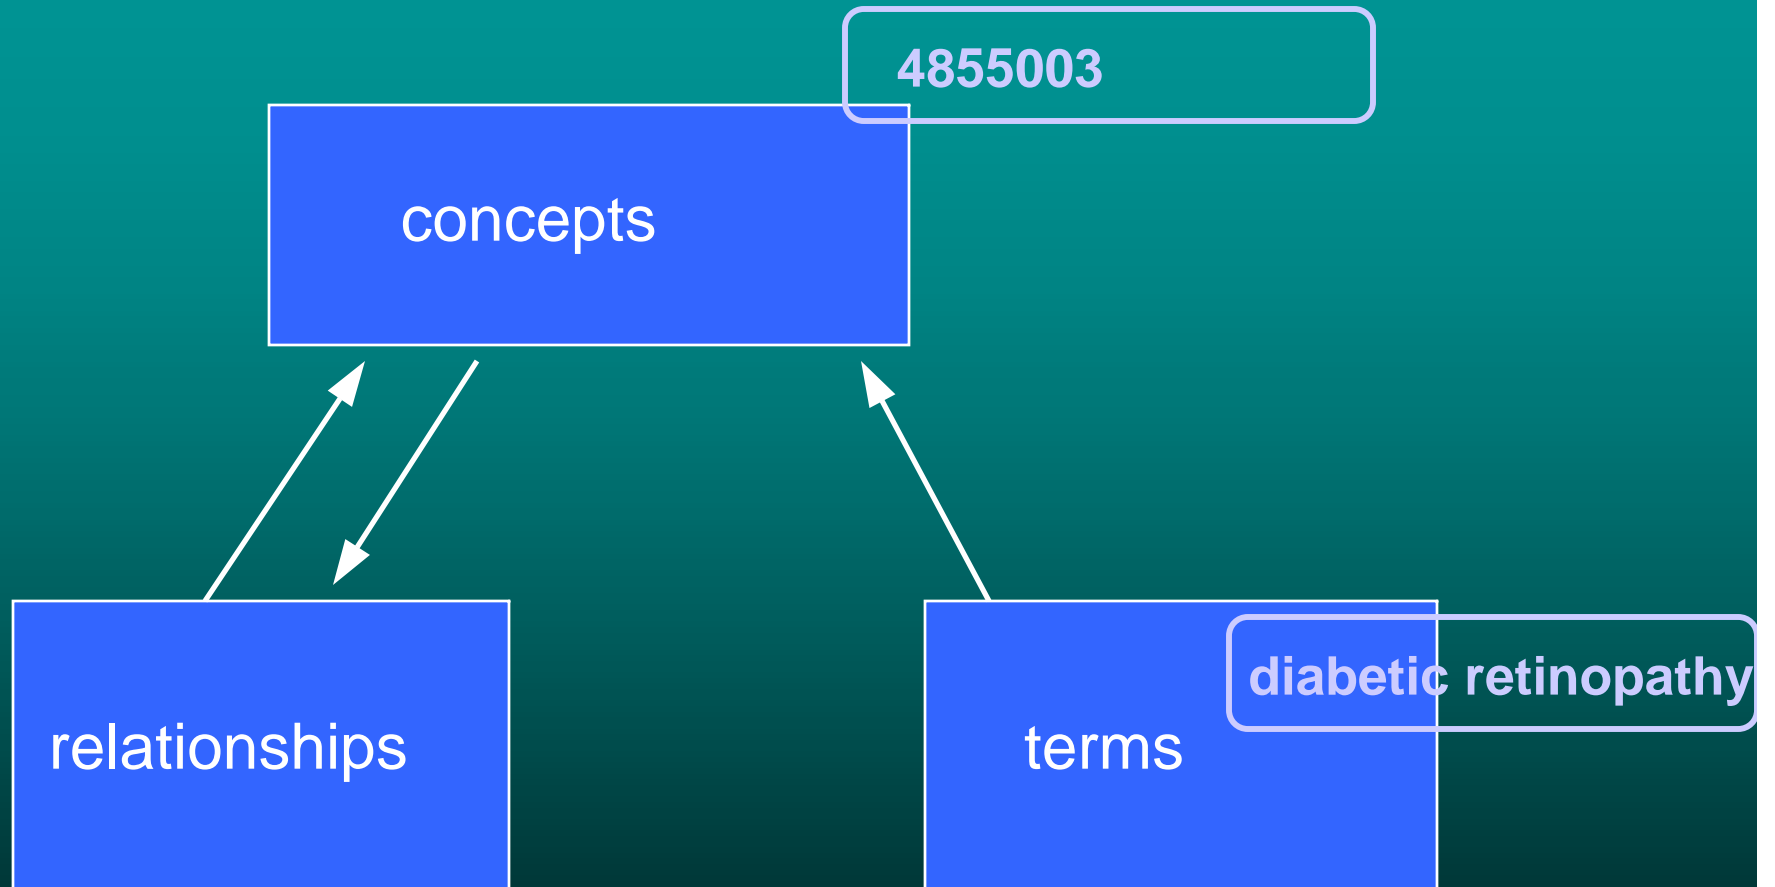 4855003
concepts
diabetic retinopathy
relationships
terms